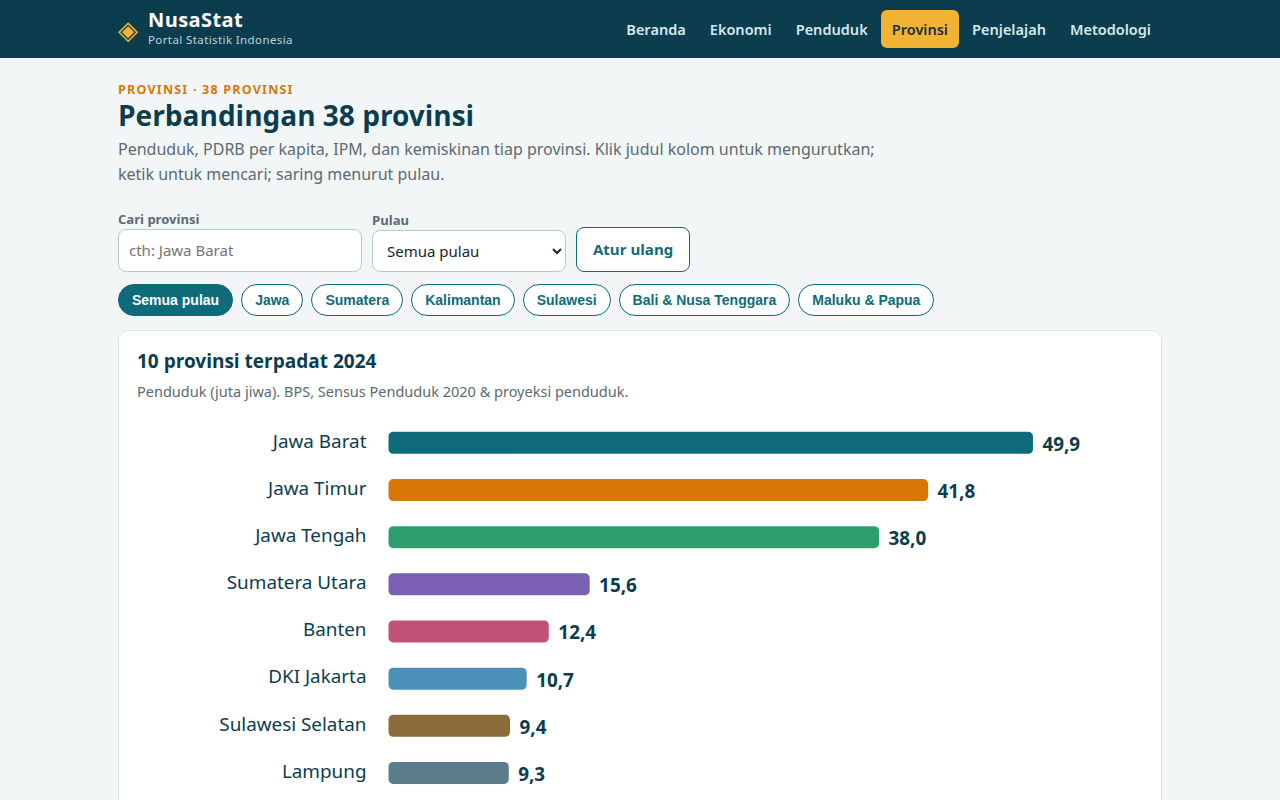 NusaStat
Portal Statistik Indonesia
Beranda
Ekonomi
Penduduk
Provinsi
Penjelajah
Metodologi
PROVINSI · 38 PROVINSI
Perbandingan 38 provinsi
Penduduk, PDRB per kapita, IPM, dan kemiskinan tiap provinsi. Klik judul kolom untuk mengurutkan;
ketik untuk mencari; saring menurut pulau.
Cari provinsi
cth: Jawa Barat
Pulau
Semua pulau
Atur ulang
Semua pulau
Jawa
Sumatera
Kalimantan
Sulawesi
Bali & Nusa Tenggara
Maluku & Papua
10 provinsi terpadat 2024
Penduduk (juta jiwa). BPS, Sensus Penduduk 2020 & proyeksi penduduk.
Jawa Barat 49,9
Jawa Timur 41,8
Jawa Tengah 38,0
Sumatera Utara 15,6
Banten 12,4
DKI Jakarta 10,7
Sulawesi Selatan 9,4
Lampung 9,3